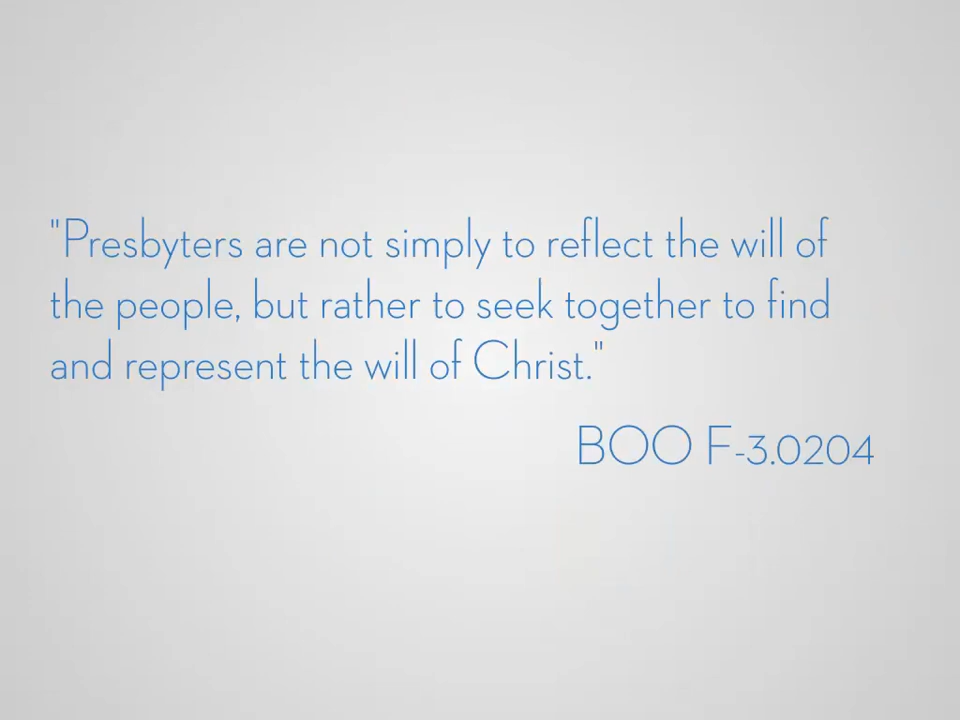 "Presbyters are not simply to reflect the will of
the people, but rather to seek together to find
and represent the will of Christ."
BOO F-3.0204